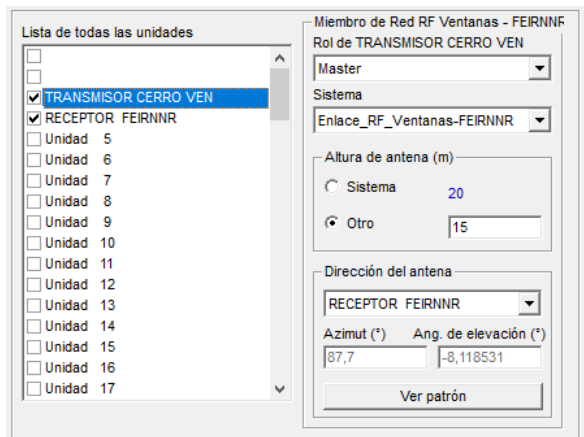 Lista de todas las unidades
TRANSMISOR CERRO VEN
RECEPTOR FEIRNNR
Unidad 5
Unidad 6
Unidad 7
Unidad 8
Unidad 9
Unidad 10
Unidad 11
Unidad 12
Unidad 13
Unidad 14
Unidad 15
Unidad 16
Unidad 17
Miembro de Red RF Ventanas - FEIRNNR
Rol de TRANSMISOR CERRO VEN
Master
Sistema
Enlace_RF_Ventanas-FEIRNNR
Altura de antena (m)
Sistema 20
Otro 15
Dirección del antena
RECEPTOR FEIRNNR
Azimut (°) Ang. de elevación (°)
87,7 -8,118531
Ver patrón